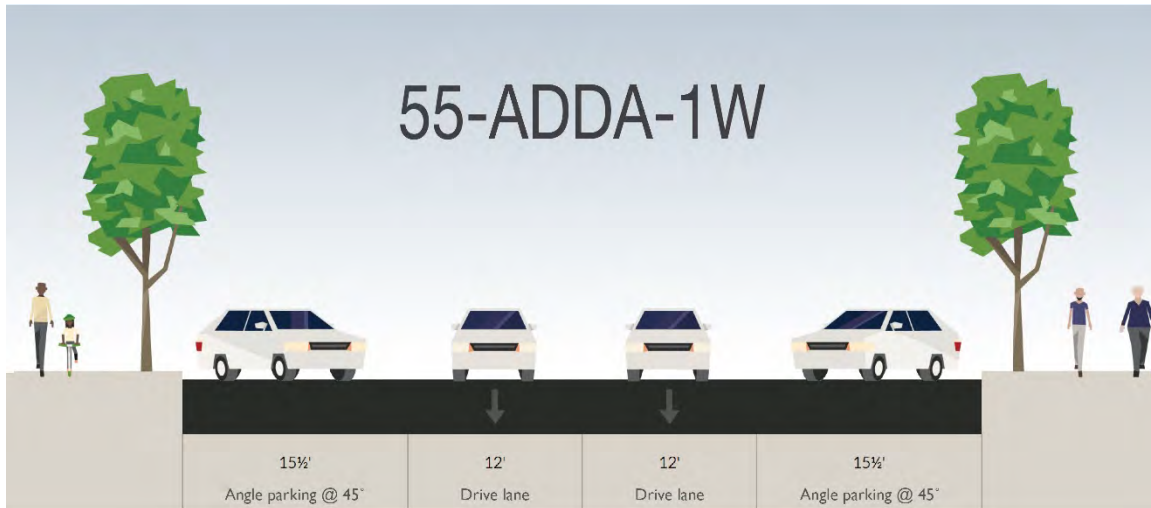 55-ADDA-1W
15½' 12' 12' 15½'
Angle parking @ 45° Drive lane Drive lane Angle parking @ 45°